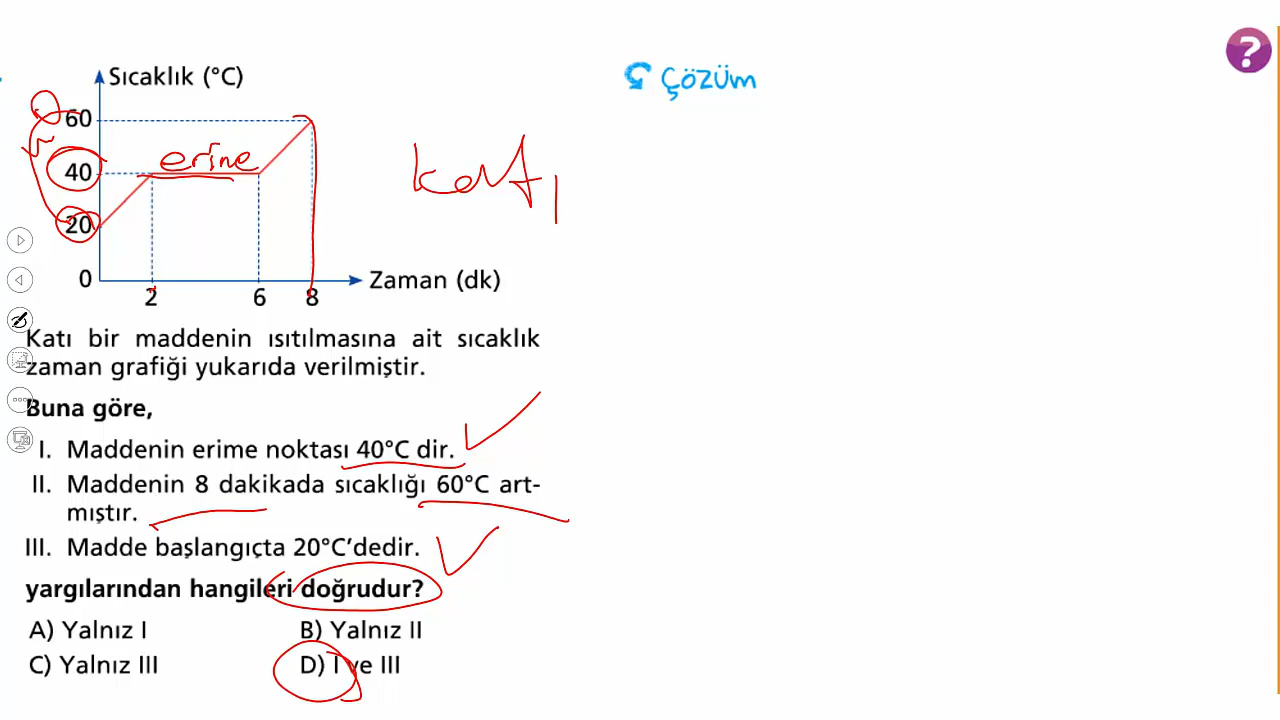 Sıcaklık (°C)
Çözüm
?
60
40
20
0
erine
katı
2
6
8
Zaman (dk)
Katı bir maddenin ısıtılmasına ait sıcaklık
zaman grafiği yukarıda verilmiştir.
Buna göre,
I. Maddenin erime noktası 40°C dir.
II. Maddenin 8 dakikada sıcaklığı 60°C art-
mıştır.
III. Madde başlangıçta 20°C’dedir.
yargılarından hangileri doğrudur?
A) Yalnız I
B) Yalnız II
C) Yalnız III
D) I ve III